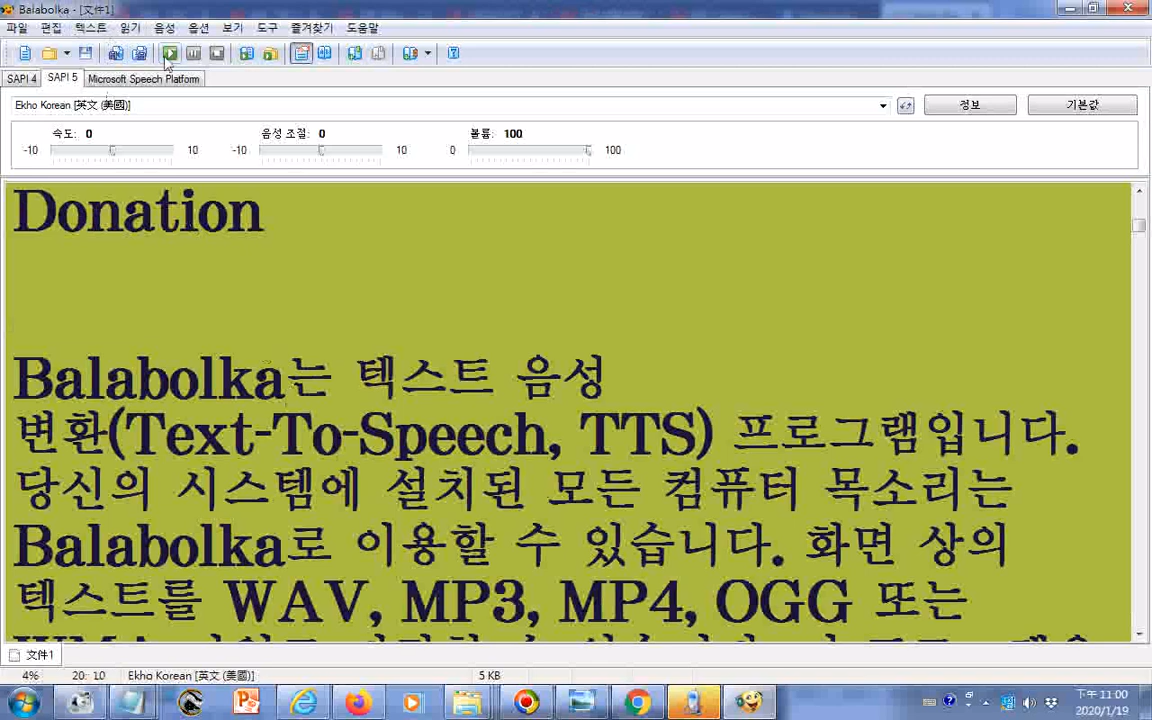 Balabolka - [文件1]
파일 편집 텍스트 읽기 음성 옵션 보기 도구 즐겨찾기 도움말
SAPI 4 SAPI 5 Microsoft Speech Platform
Ekho Korean [英文 (美國)] 정보 기본값
속도: 0 음성 조절: 0 볼륨: 100
-10 10 -10 10 0 100
Donation
Balabolka는 텍스트 음성
변환(Text-To-Speech, TTS) 프로그램입니다.
당신의 시스템에 설치된 모든 컴퓨터 목소리는
Balabolka로 이용할 수 있습니다. 화면 상의
텍스트를 WAV, MP3, MP4, OGG 또는
文件1
4% 20: 10 Ekho Korean [英文 (美國)] 5 KB
下午 11:00
2020/1/19